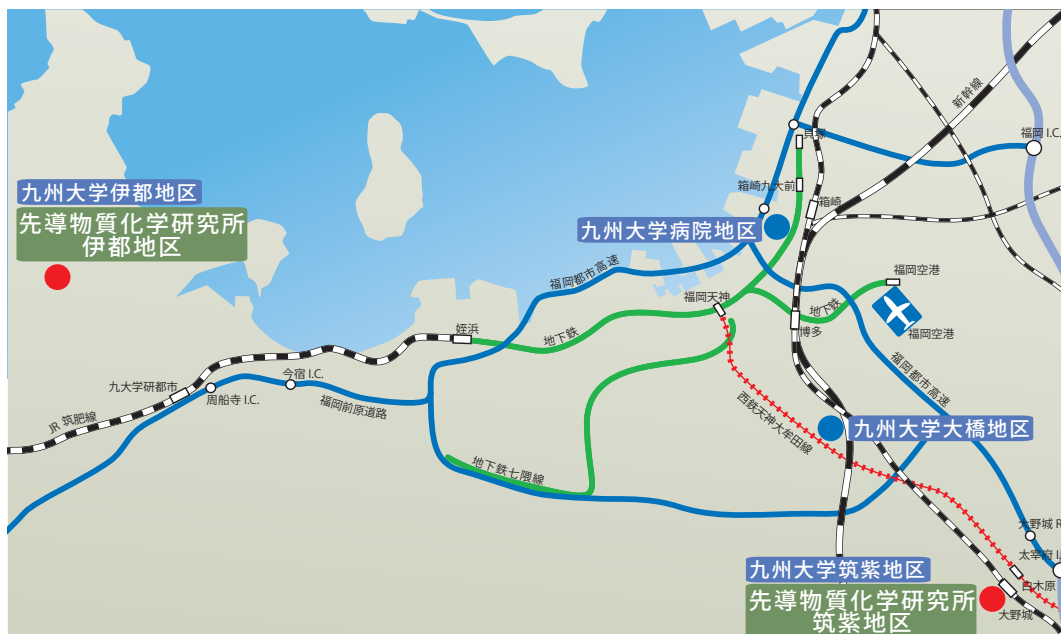 新幹線
福岡 I.C.
貝塚
箱崎九大前
箱崎
九州大学伊都地区
先導物質化学研究所
伊都地区
九州大学病院地区
福岡都市高速
福岡空港
福岡天神
地下鉄
福岡空港
博多
姪浜
地下鉄
九大学研都市
今宿 I.C.
周船寺 I.C.
福岡前原道路
JR 筑肥線
福岡都市高速
西鉄天神大牟田線
九州大学大橋地区
地下鉄七隈線
大野城 R
太宰府 I.
九州大学筑紫地区
白木原
先導物質化学研究所
筑紫地区
大野城